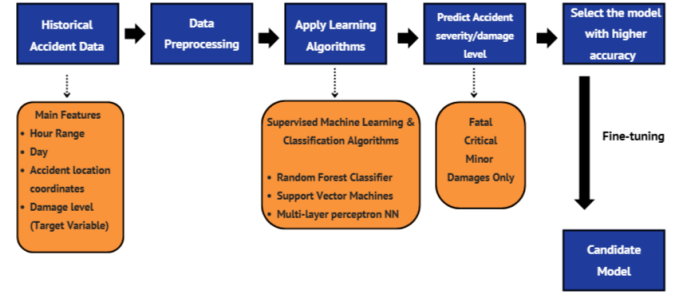 Historical
Accident Data
Data
Preprocessing
Apply Learning
Algorithms
Predict Accident
severity/damage
level
Select the model
with higher
accuracy
Main Features
• Hour Range
• Day
• Accident location
coordinates
• Damage level
(Target Variable)
Supervised Machine Learning &
Classification Algorithms
• Random Forest Classifier
• Support Vector Machines
• Multi-layer perceptron NN
Fatal
Critical
Minor
Damages Only
Fine-tuning
Candidate
Model